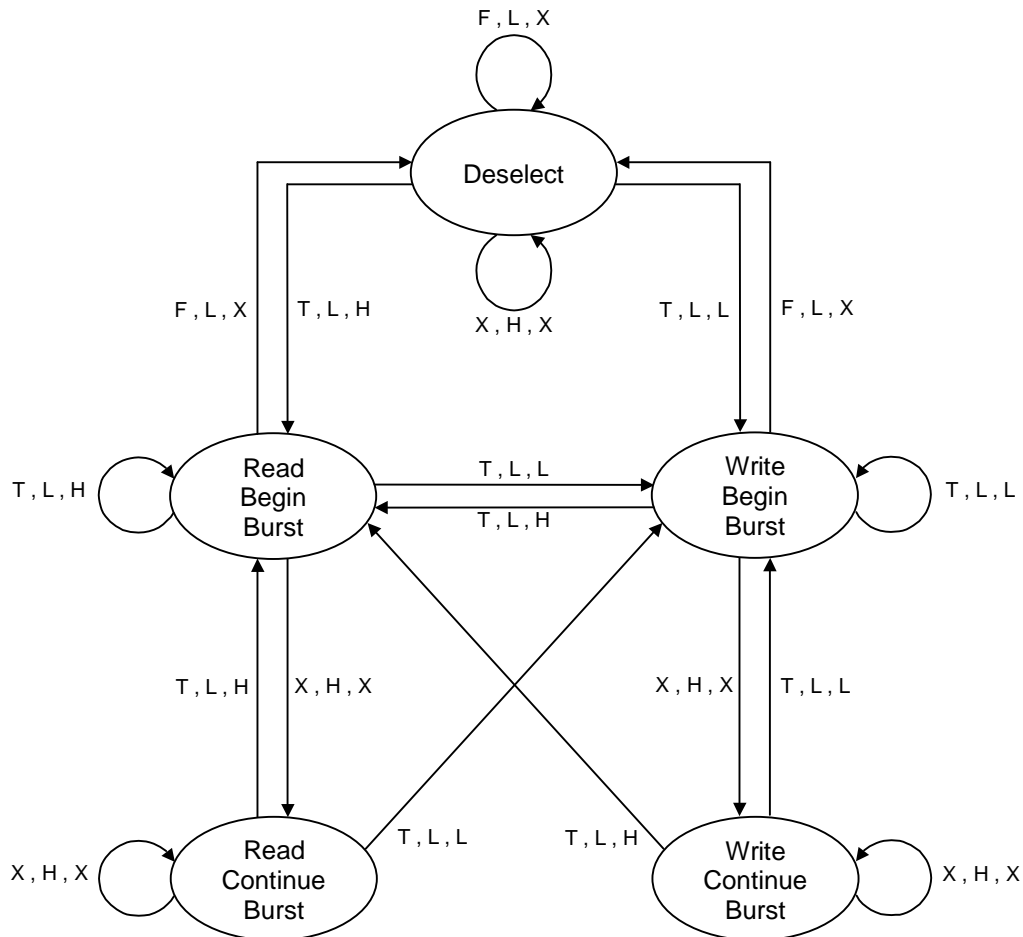 F , L , X
Deselect
X , H , X
F , L , X
T , L , H
T , L , L
F , L , X
T , L , H
Read
Begin
Burst
T , L , L
T , L , H
Write
Begin
Burst
T , L , L
T , L , H
X , H , X
X , H , X
T , L , L
X , H , X
Read
Continue
Burst
T , L , L
T , L , H
Write
Continue
Burst
X , H , X